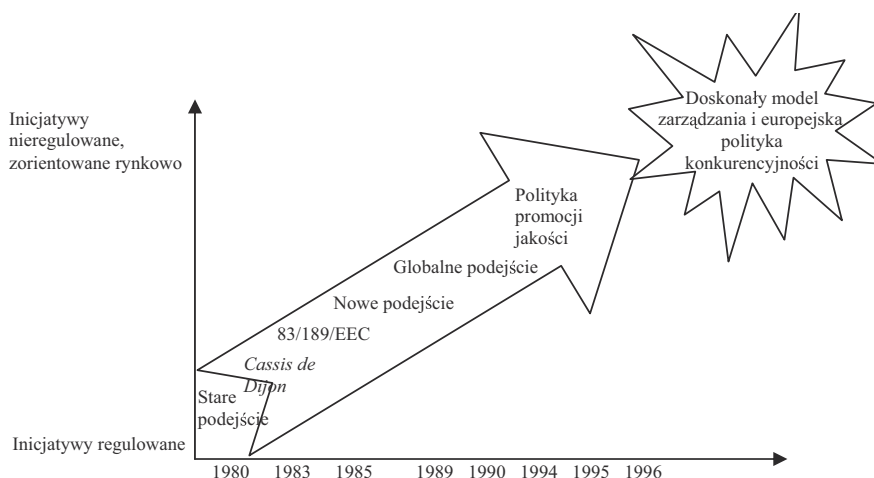 Doskonały model
zarządzania i europejska
polityka
konkurencyjności
Inicjatywy
nieregulowane,
zorientowane rynkowo
Polityka
promocji
jakości
Globalne podejście
Nowe podejście
83/189/EEC
Cassis de
Dijon
Stare
podejście
Inicjatywy regulowane
1980 1983 1985 1989 1990 1994 1995 1996